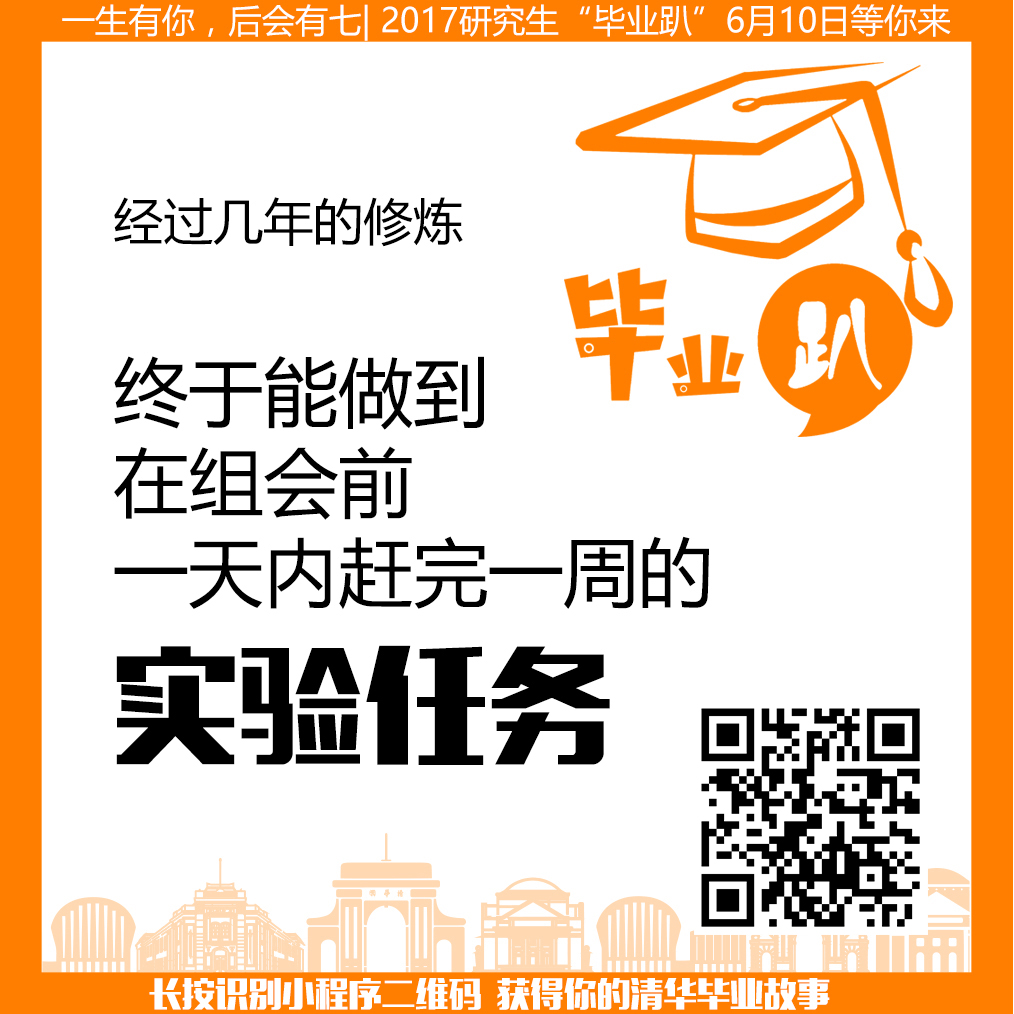 一生有你，后会有七| 2017研究生“毕业趴”6月10日等你来
毕业趴
经过几年的修炼
终于能做到
在组会前
一天内赶完一周的
实验任务
长按识别小程序二维码 获得你的清华毕业故事